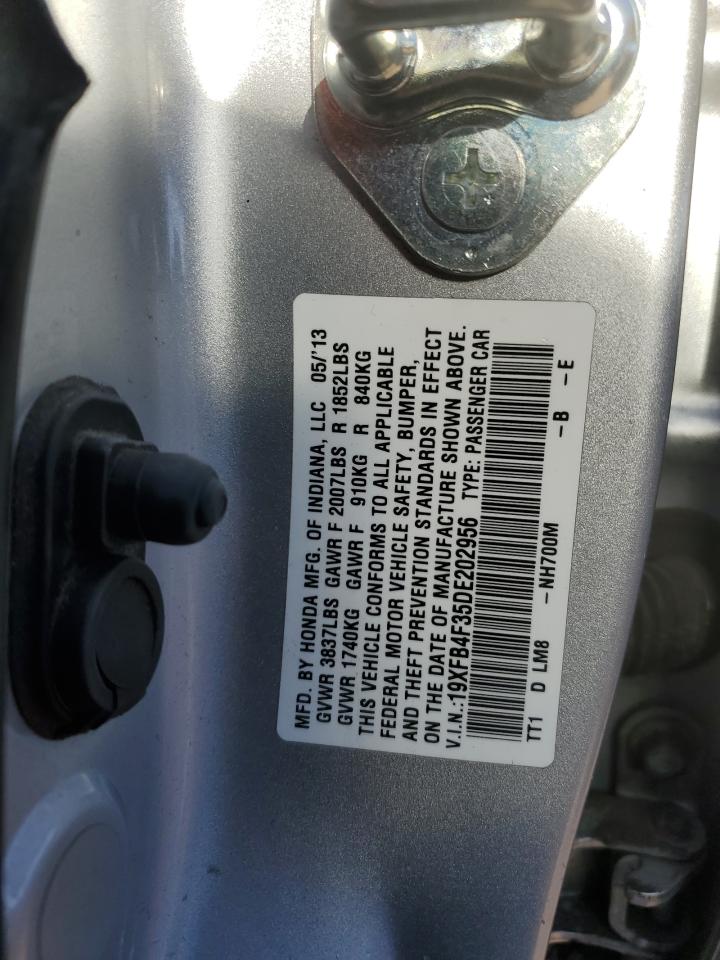 MFD. BY HONDA MFG. OF INDIANA, LLC 05/'13
GVWR 3837LBS GAWR F 2007LBS R 1852LBS
GVWR 1740KG GAWR F 910KG R 840KG
THIS VEHICLE CONFORMS TO ALL APPLICABLE
FEDERAL MOTOR VEHICLE SAFETY, BUMPER,
AND THEFT PREVENTION STANDARDS IN EFFECT
ON THE DATE OF MANUFACTURE SHOWN ABOVE.
V.I.N.:19XFB4F35DE202956 TYPE: PASSENGER CAR
TT1 D LM8 –NH700M –B –E